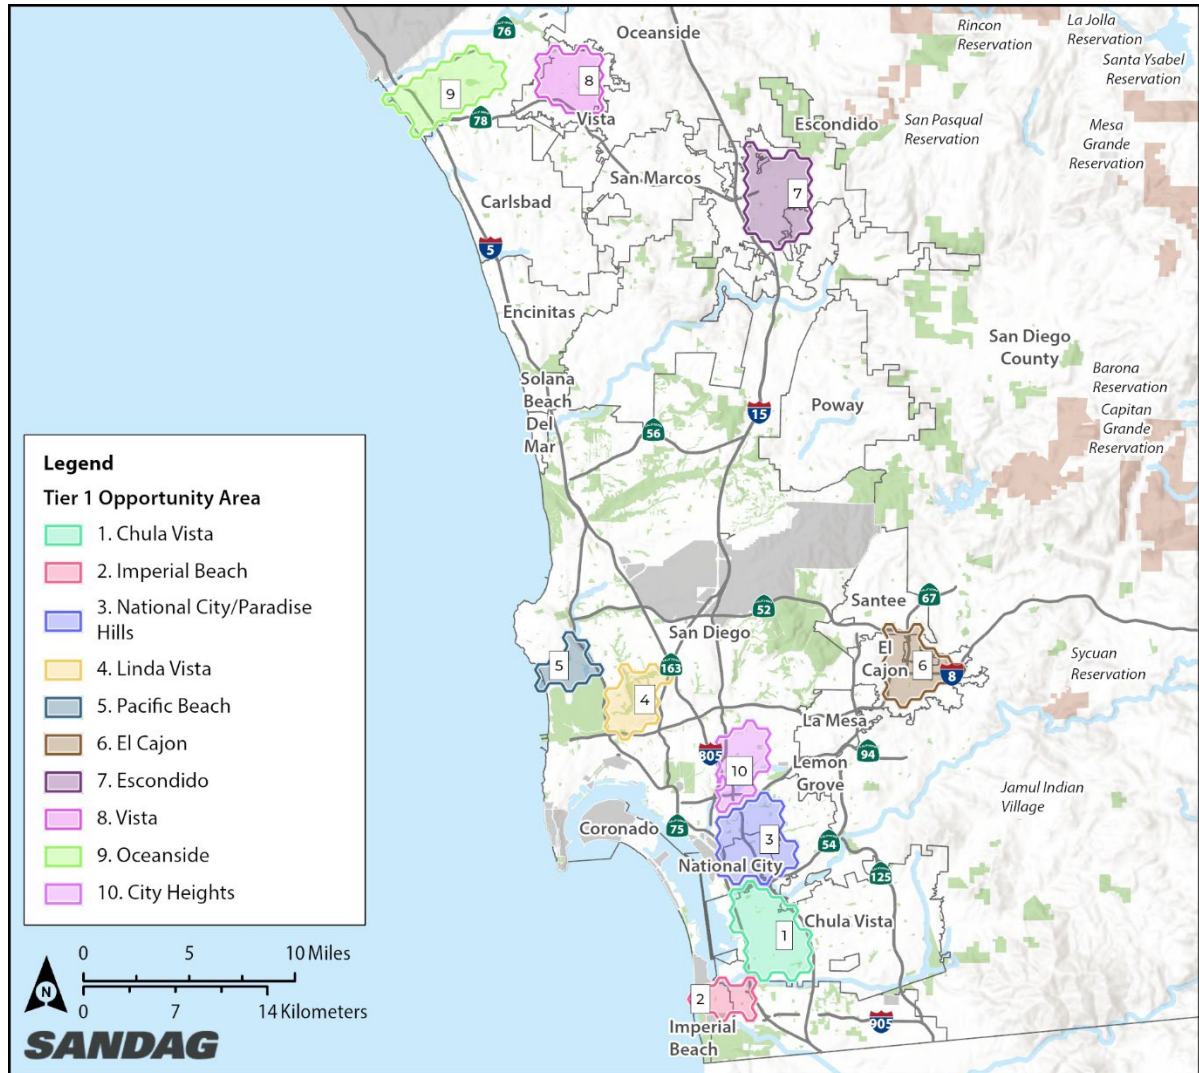 76
Oceanside
Rincon
Reservation
La Jolla
Reservation
Santa Ysabel
Reservation
9
8
78
Vista
Escondido
San Pasqual
Reservation
Mesa
Grande
Reservation
San Marcos
7
Carlsbad
5
Encinitas
San Diego
County
Solana
Beach
Del
Mar
Barona
Reservation
Capitan
Grande
Reservation
15
Poway
56
Legend
Tier 1 Opportunity Area
1. Chula Vista
2. Imperial Beach
3. National City/Paradise
Hills
4. Linda Vista
5. Pacific Beach
6. El Cajon
7. Escondido
8. Vista
9. Oceanside
10. City Heights
52
Santee
67
San Diego
5
163
4
El
Cajon
6
8
Sycuan
Reservation
La Mesa
805
10
Lemon
Grove
94
Jamul Indian
Village
Coronado
75
3
54
National City
125
Chula Vista
1
2
Imperial
Beach
905
0 5 10 Miles
0 7 14 Kilometers
N
SANDAG